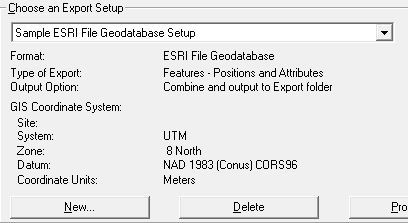 Choose an Export Setup
Sample ESRI File Geodatabase Setup
Format: ESRI File Geodatabase
Type of Export: Features - Positions and Attributes
Output Option: Combine and output to Export folder
GIS Coordinate System:
Site:
System: UTM
Zone: 8 North
Datum: NAD 1983 (Conus) CORS96
Coordinate Units: Meters
New... Delete Pro